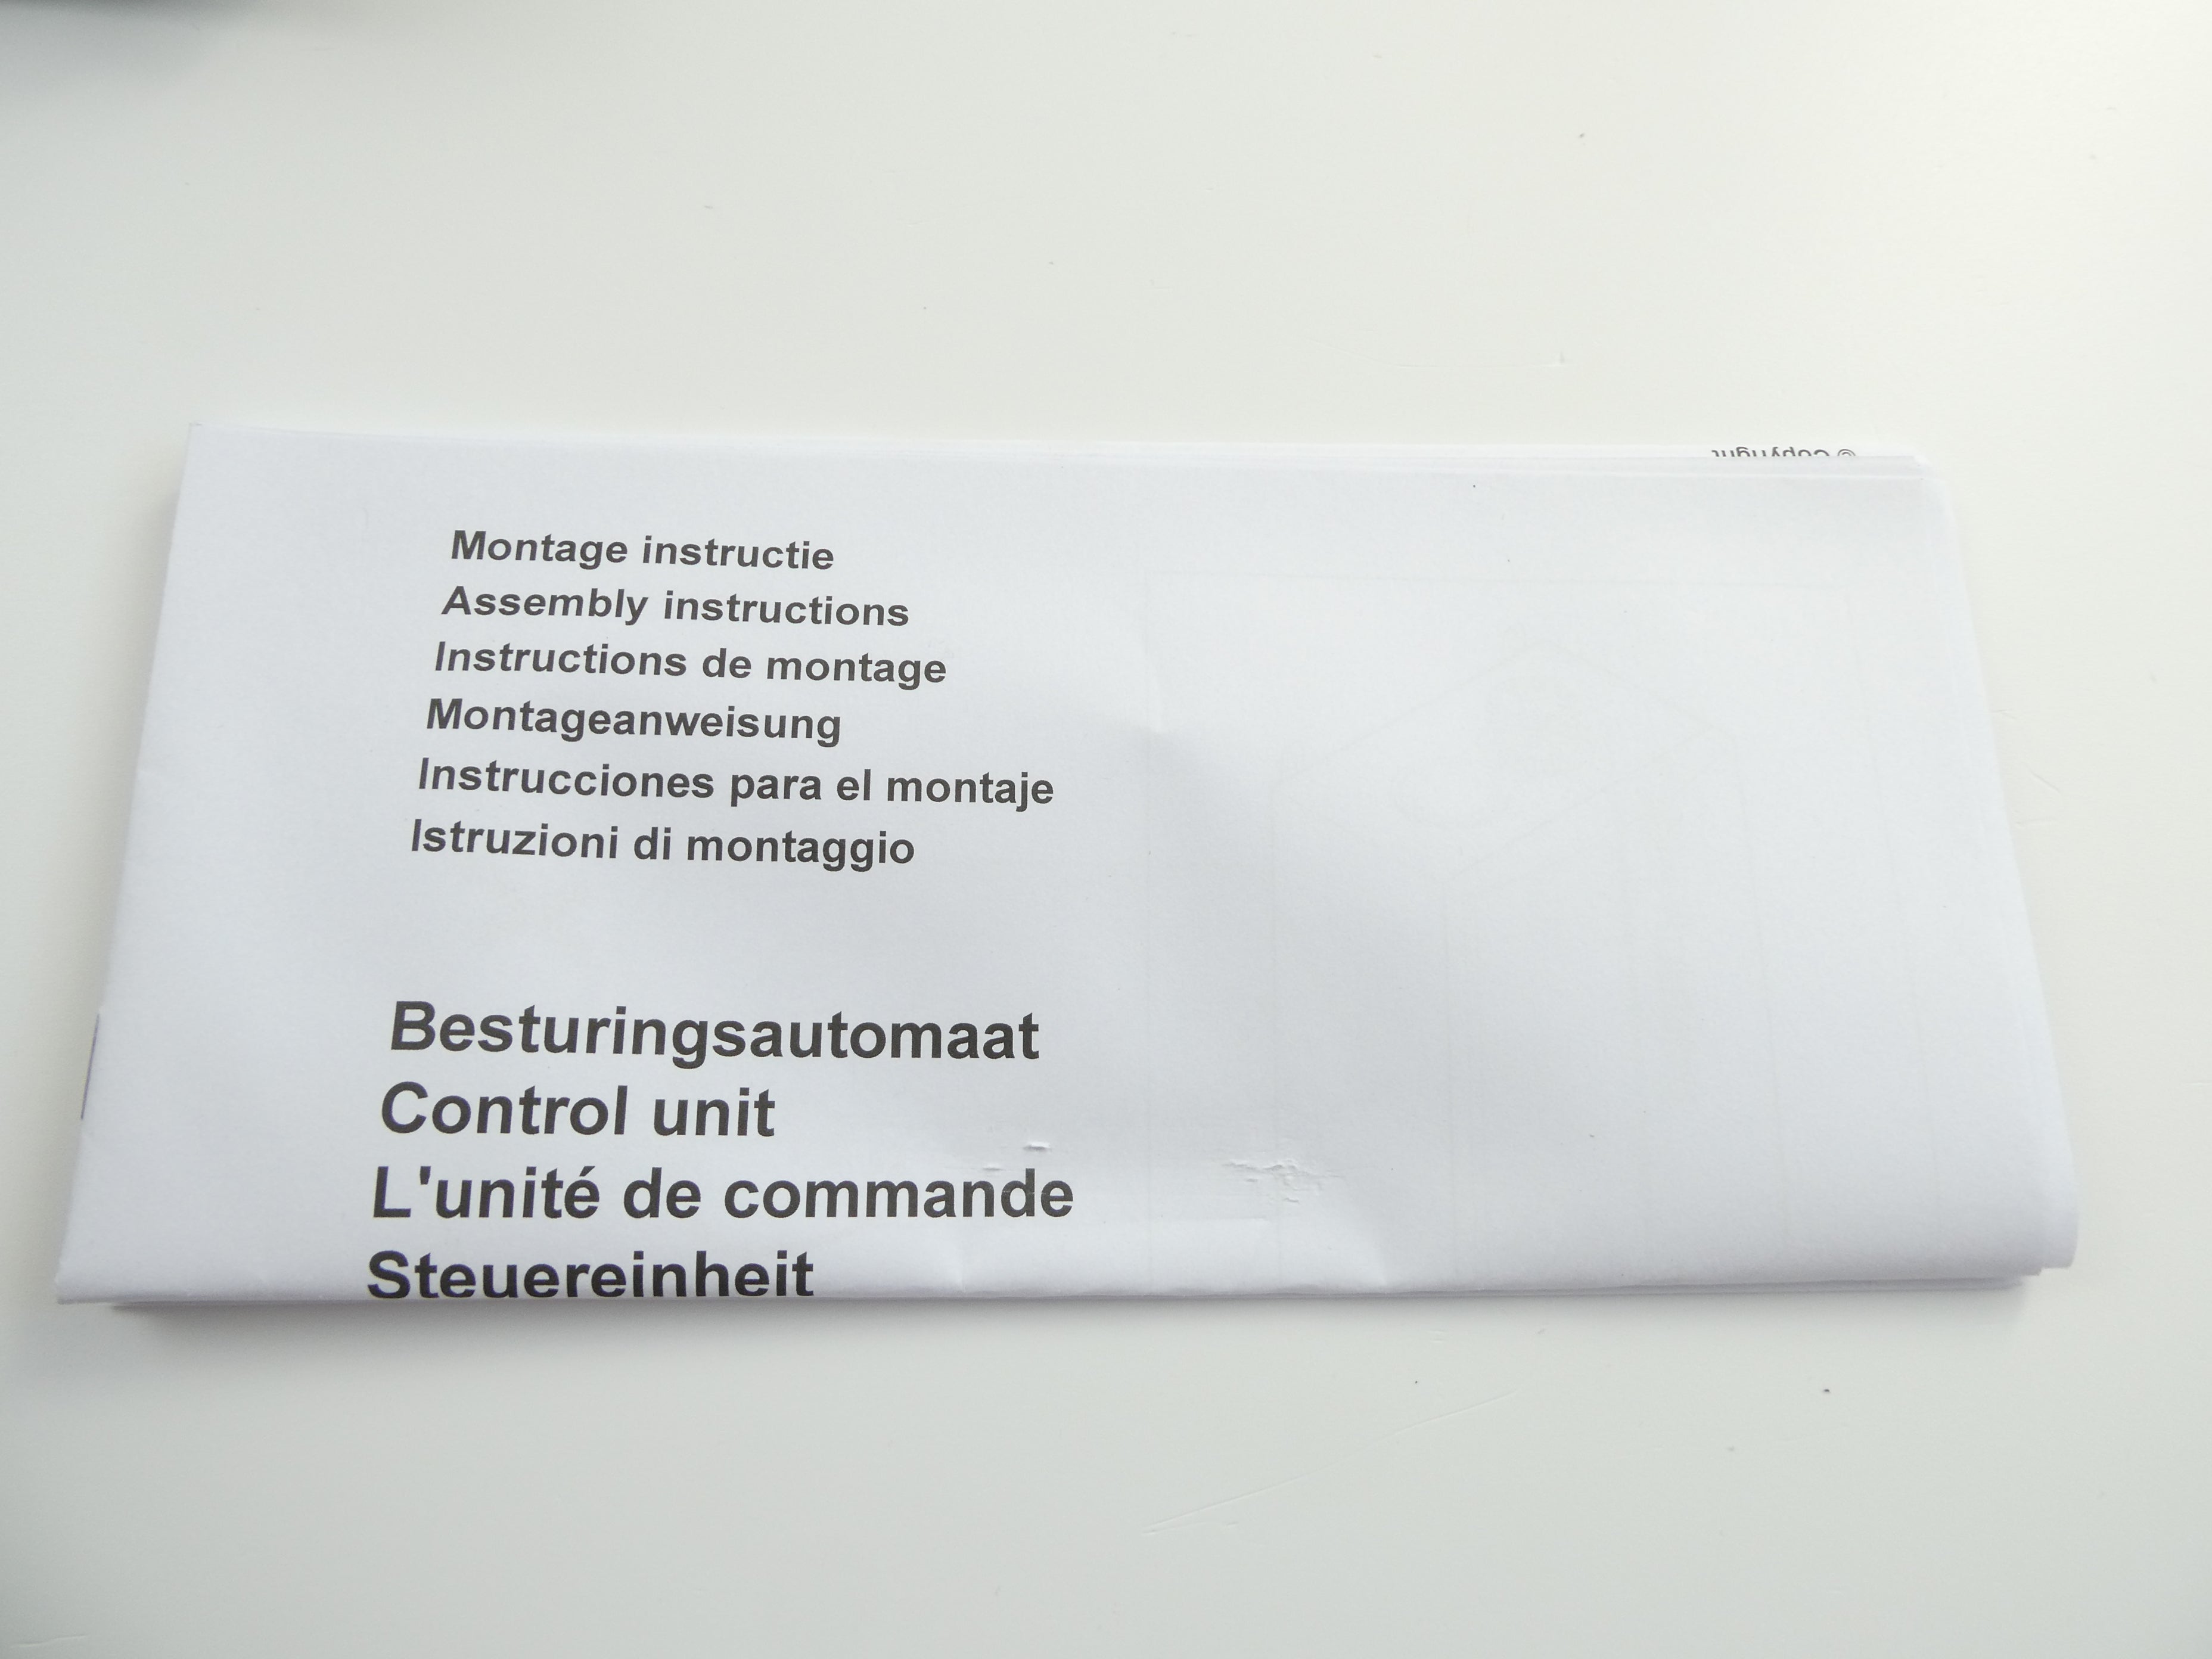 © Copyright
Montage instructie
Assembly instructions
Instructions de montage
Montageanweisung
Instrucciones para el montaje
Istruzioni di montaggio
Besturingsautomaat
Control unit
L'unité de commande
Steuereinheit